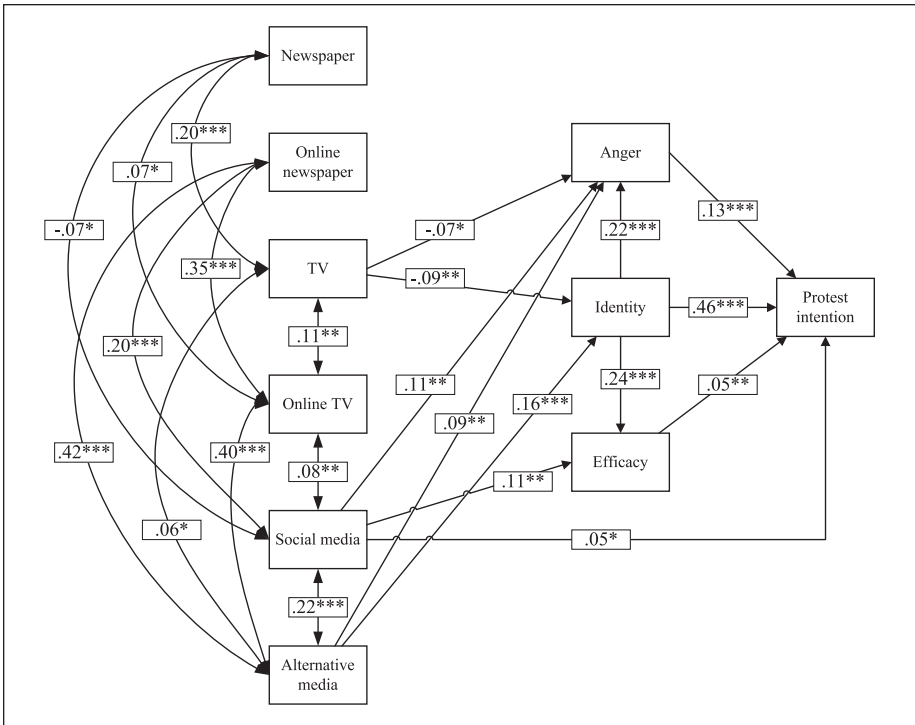 Newspaper
.20***
Online
newspaper
Anger
.07*
.13***
-.07*
-.07*
.22***
.35***
TV
-.09**
Identity
.46***
Protest
intention
.11**
.20***
.24***
.11**
.05**
Online TV
.16***
.09**
.42***
.40***
.08**
Efficacy
.11**
.06*
Social media
.05*
.22***
Alternative
media